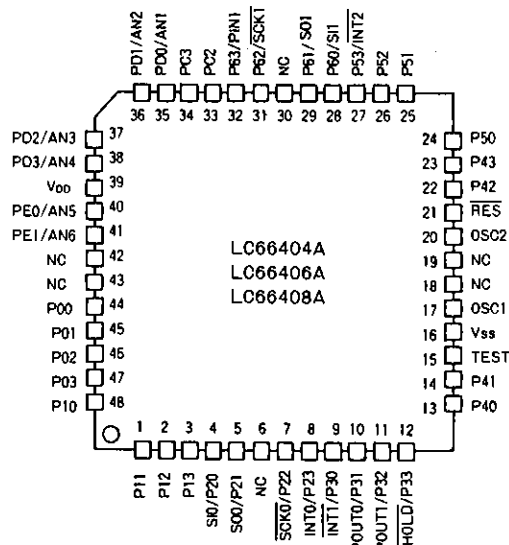 PD1/AN2
PD0/AN1
PC3
PC2
P63/PIN1
P62/SCK1
NC
P61/SO1
P60/SI1
P53/INT2
P52
P51
36 35 34 33 32 31 30 29 28 27 26 25
PD2/AN3 37
PD3/AN4 38
VDD 39
PE0/AN5 40
PE1/AN6 41
NC 42
NC 43
P00 44
P01 45
P02 46
P03 47
P10 48
LC66404A
LC66406A
LC66408A
24 P50
23 P43
22 P42
21 RES
20 OSC2
19 NC
18 NC
17 OSC1
16 Vss
15 TEST
14 P41
13 P40
1 2 3 4 5 6 7 8 9 10 11 12
P11
P12
P13
SI0/P20
SO0/P21
NC
SCK0/P22
INT0/P23
INT1/P30
POUT0/P31
POUT1/P32
HOLD/P33